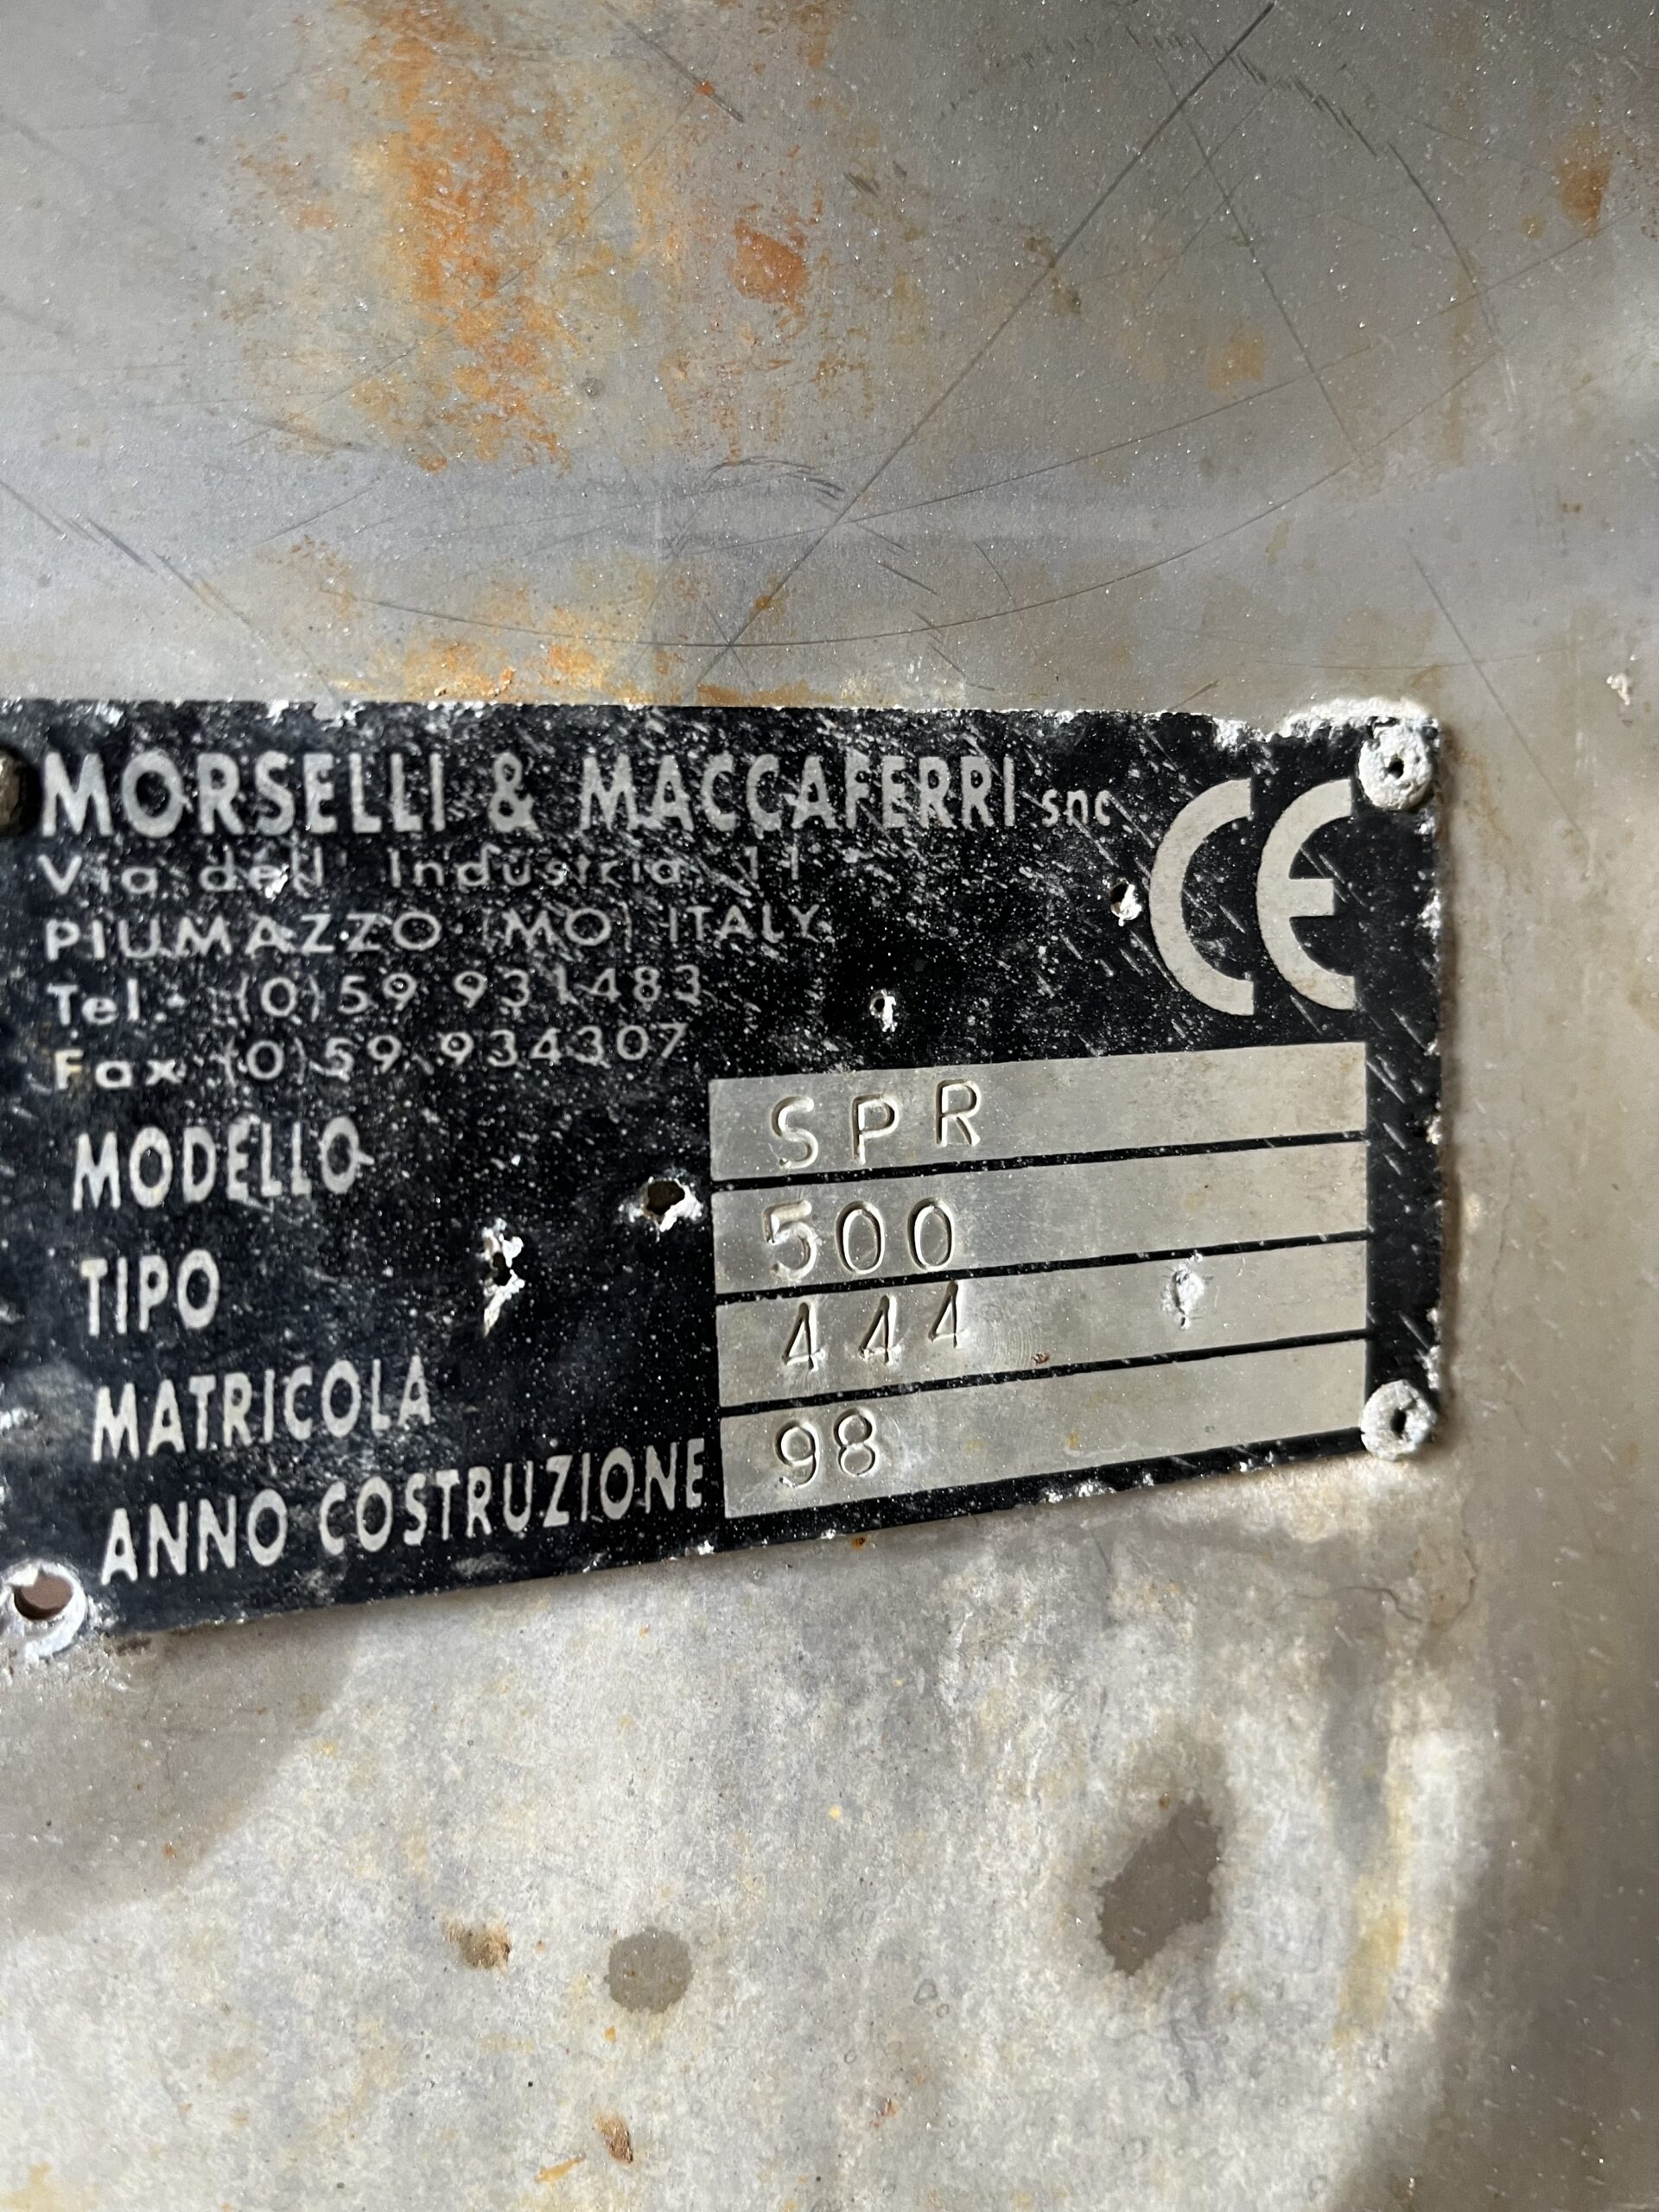 MORSELLI & MACCAFERRI snc
Via dell Industria 11
PIUMAZZO (MO) ITALY
Tel. (0)59 931483
Fax (0)59 934307
CE
MODELLO SPR
TIPO 500
MATRICOLA 444
ANNO COSTRUZIONE 98